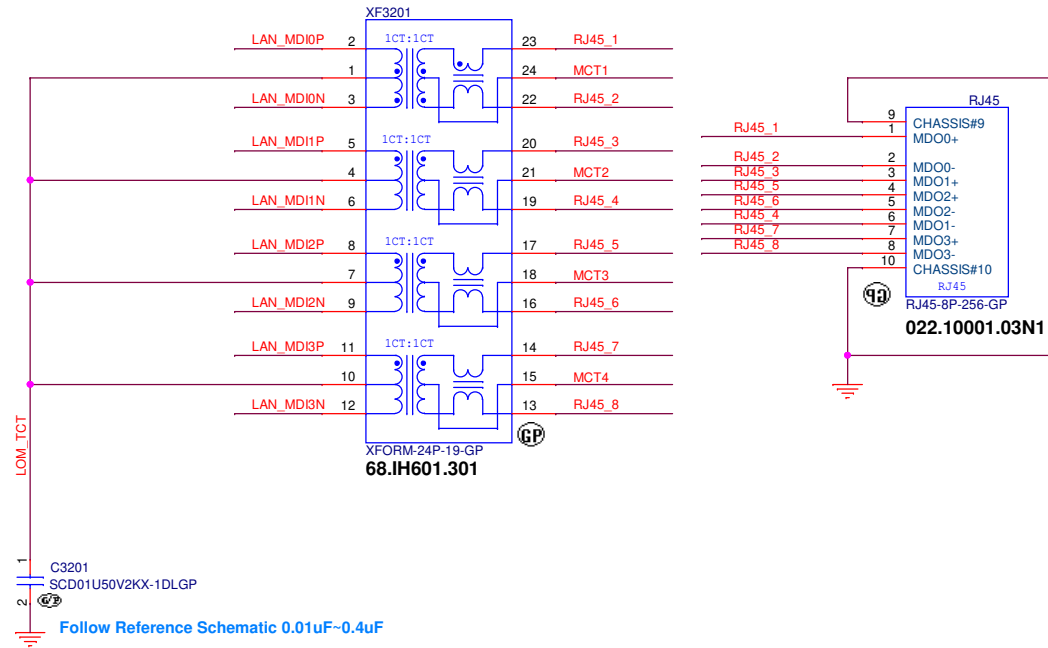 XF3201
LAN_MDI0P 2 1CT:1CT 23 RJ45_1
1 24 MCT1
LAN_MDI0N 3 22 RJ45_2
LAN_MDI1P 5 1CT:1CT 20 RJ45_3
4 21 MCT2
LAN_MDI1N 6 19 RJ45_4
LAN_MDI2P 8 1CT:1CT 17 RJ45_5
7 18 MCT3
LAN_MDI2N 9 16 RJ45_6
LAN_MDI3P 11 1CT:1CT 14 RJ45_7
10 15 MCT4
LAN_MDI3N 12 13 RJ45_8
GP
XFORM-24P-19-GP
68.IH601.301
LOM_TCT
1
C3201
SCD01U50V2KX-1DLGP
2 G/P
Follow Reference Schematic 0.01uF~0.4uF
RJ45
9 CHASSIS#9
RJ45_1 1 MDO0+
RJ45_2 2 MDO0-
RJ45_3 3 MDO1+
RJ45_5 4 MDO2+
RJ45_6 5 MDO2-
RJ45_4 6 MDO1-
RJ45_7 7 MDO3+
RJ45_8 8 MDO3-
10 CHASSIS#10
RJ45
GP
RJ45-8P-256-GP
022.10001.03N1